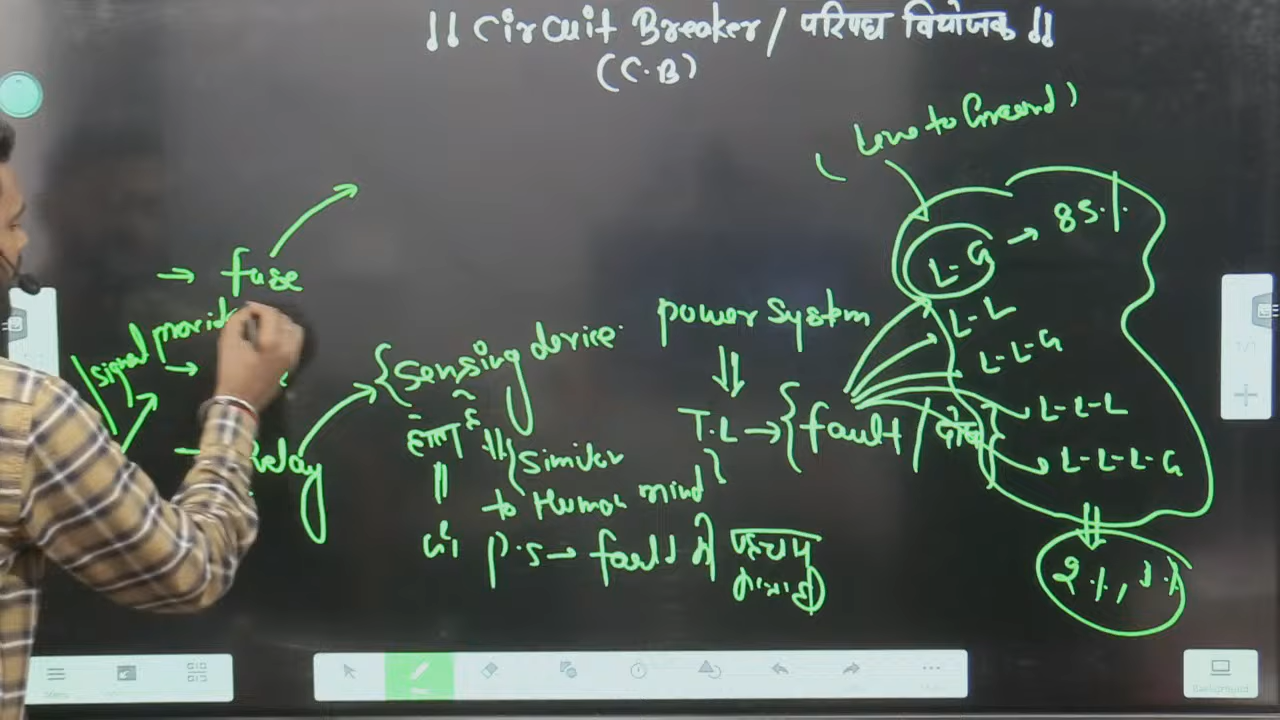 || Circuit Breaker / परिपथ वियोजक ||
(C.B)
(Line to Ground)
L-G → 85%
→ fuse
signal
power system
L-L
Sensing device
L-L-G
T.L → { fault / दोष
L-L-L
Relay
{ Similar
L-L-L-G
to Human mind }
P.S → fault
2%, 3%
Background